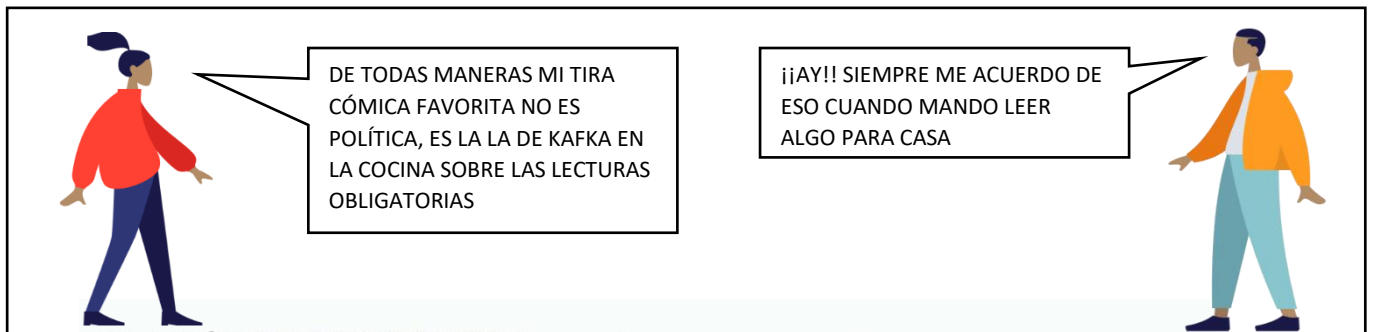 DE TODAS MANERAS MI TIRA
CÓMICA FAVORITA NO ES
POLÍTICA, ES LA LA DE KAFKA EN
LA COCINA SOBRE LAS LECTURAS
OBLIGATORIAS
¡¡AY!! SIEMPRE ME ACUERDO DE
ESO CUANDO MANDO LEER
ALGO PARA CASA